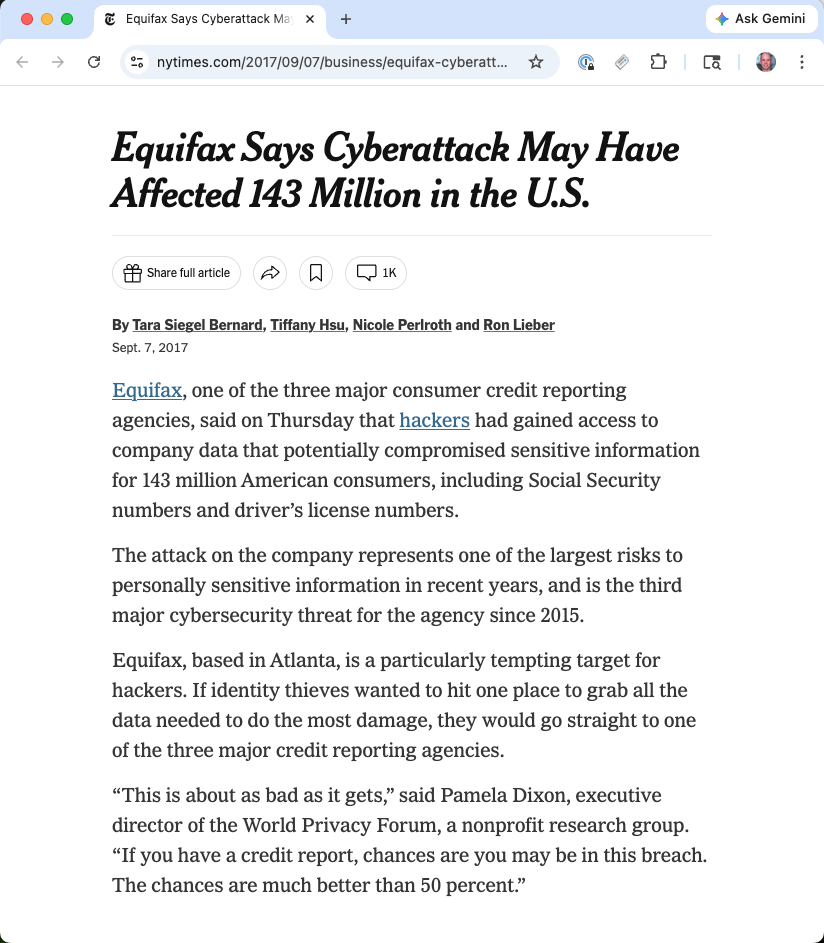 Equifax Says Cyberattack Ma
Ask Gemini
nytimes.com/2017/09/07/business/equifax-cyberatt...
Equifax Says Cyberattack May Have
Affected 143 Million in the U.S.
Share full article
1K
By Tara Siegel Bernard, Tiffany Hsu, Nicole Perlroth and Ron Lieber
Sept. 7, 2017
Equifax, one of the three major consumer credit reporting
agencies, said on Thursday that hackers had gained access to
company data that potentially compromised sensitive information
for 143 million American consumers, including Social Security
numbers and driver’s license numbers.
The attack on the company represents one of the largest risks to
personally sensitive information in recent years, and is the third
major cybersecurity threat for the agency since 2015.
Equifax, based in Atlanta, is a particularly tempting target for
hackers. If identity thieves wanted to hit one place to grab all the
data needed to do the most damage, they would go straight to one
of the three major credit reporting agencies.
“This is about as bad as it gets,” said Pamela Dixon, executive
director of the World Privacy Forum, a nonprofit research group.
“If you have a credit report, chances are you may be in this breach.
The chances are much better than 50 percent.”